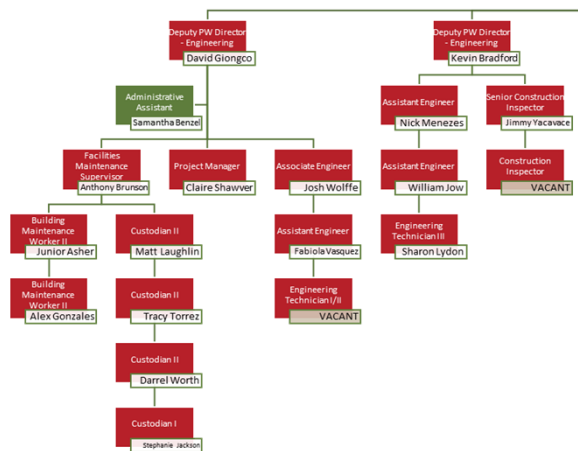 Deputy PW Director
- Engineering
David Giongco
Deputy PW Director
- Engineering
Kevin Bradford
Administrative
Assistant
Samantha Benzel
Assistant Engineer
Nick Menezes
Senior Construction
Inspector
Jimmy Yacavace
Facilities
Maintenance
Supervisor
Anthony Brunson
Project Manager
Claire Shawver
Associate Engineer
Josh Wolffe
Assistant Engineer
William Jow
Construction
Inspector
VACANT
Building
Maintenance
Worker II
Junior Asher
Custodian II
Matt Laughlin
Assistant Engineer
Fabiola Vasquez
Engineering
Technician III
Sharon Lydon
Building
Maintenance
Worker II
Alex Gonzales
Custodian II
Tracy Torrez
Engineering
Technician I/II
VACANT
Custodian II
Darrel Worth
Custodian I
Stephanie Jackson